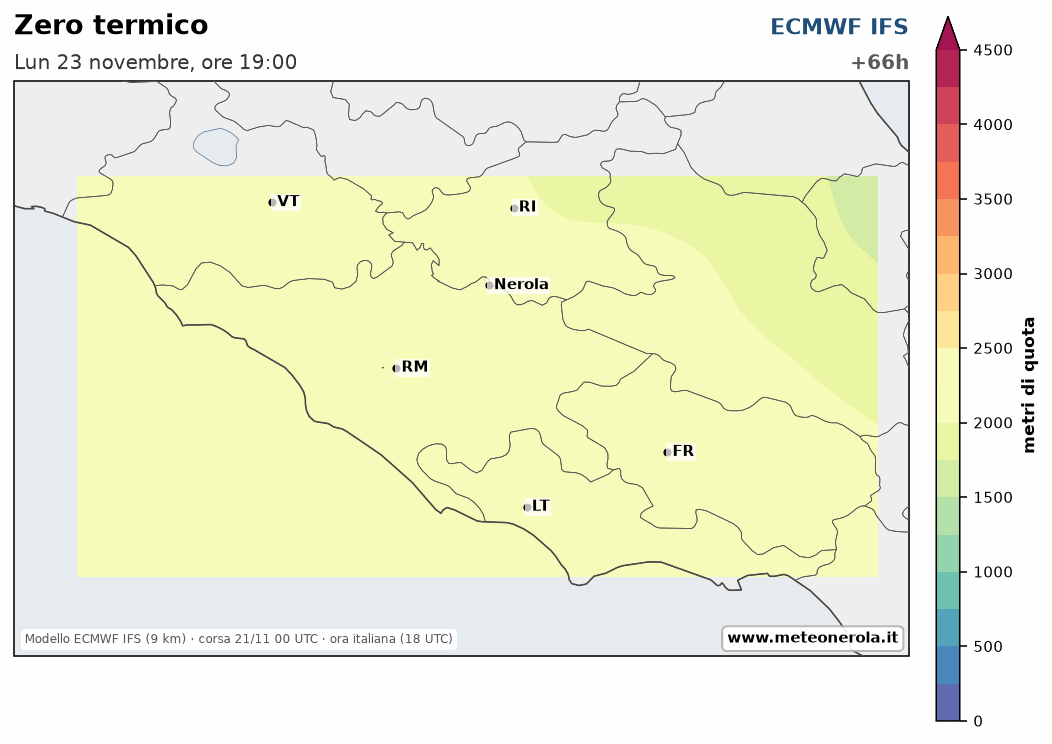 Zero termico
ECMWF IFS
Lun 23 novembre, ore 19:00
+66h
VT
RI
Nerola
RM
FR
LT
4500
4000
3500
3000
2500
2000
1500
1000
500
0
metri di quota
Modello ECMWF IFS (9 km) · corsa 21/11 00 UTC · ora italiana (18 UTC)
www.meteonerola.it